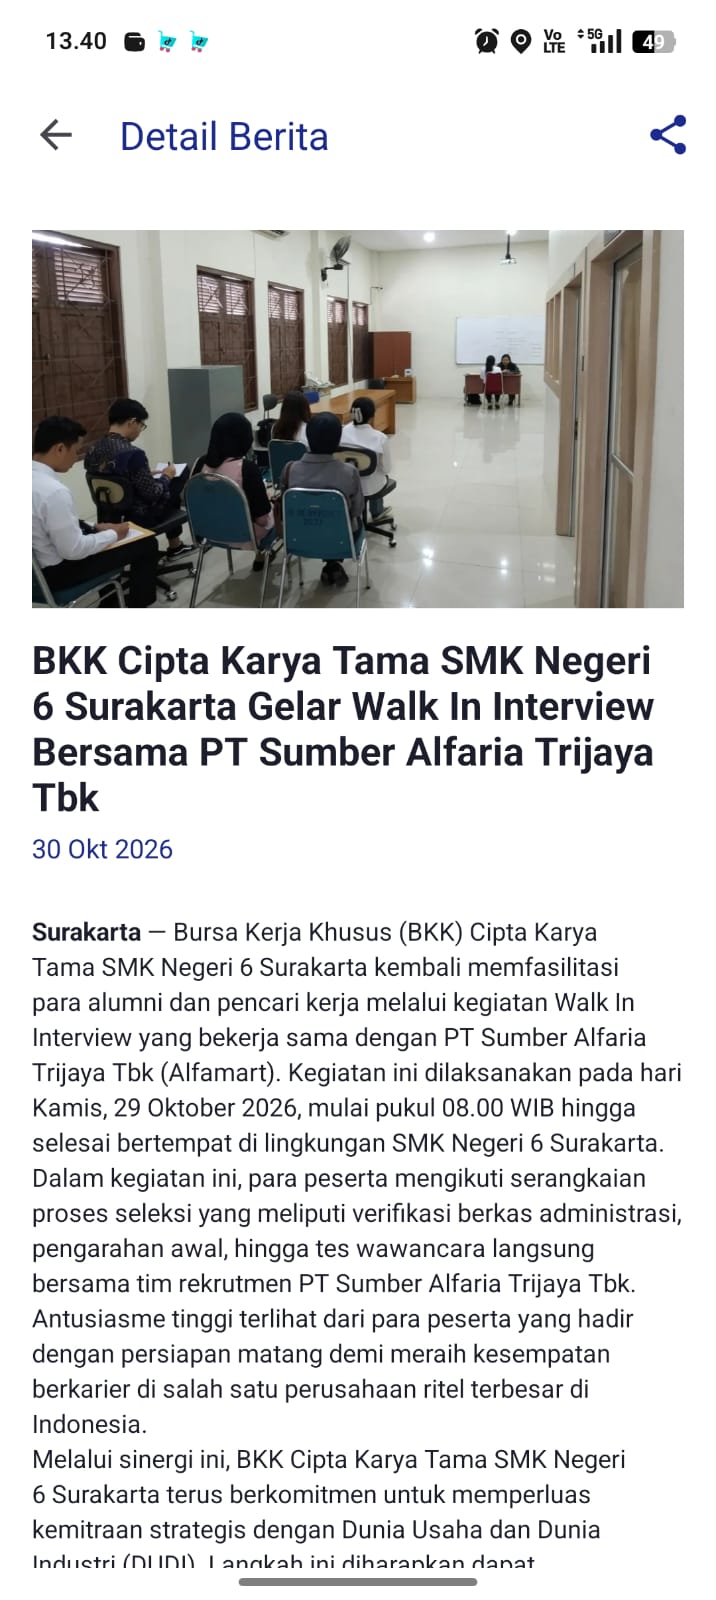 13.40
Vo
LTE
5G
49
Detail Berita
BKK Cipta Karya Tama SMK Negeri
6 Surakarta Gelar Walk In Interview
Bersama PT Sumber Alfaria Trijaya
Tbk
30 Okt 2026
Surakarta — Bursa Kerja Khusus (BKK) Cipta Karya
Tama SMK Negeri 6 Surakarta kembali memfasilitasi
para alumni dan pencari kerja melalui kegiatan Walk In
Interview yang bekerja sama dengan PT Sumber Alfaria
Trijaya Tbk (Alfamart). Kegiatan ini dilaksanakan pada hari
Kamis, 29 Oktober 2026, mulai pukul 08.00 WIB hingga
selesai bertempat di lingkungan SMK Negeri 6 Surakarta.
Dalam kegiatan ini, para peserta mengikuti serangkaian
proses seleksi yang meliputi verifikasi berkas administrasi,
pengarahan awal, hingga tes wawancara langsung
bersama tim rekrutmen PT Sumber Alfaria Trijaya Tbk.
Antusiasme tinggi terlihat dari para peserta yang hadir
dengan persiapan matang demi meraih kesempatan
berkarier di salah satu perusahaan ritel terbesar di
Indonesia.
Melalui sinergi ini, BKK Cipta Karya Tama SMK Negeri
6 Surakarta terus berkomitmen untuk memperluas
kemitraan strategis dengan Dunia Usaha dan Dunia
Industri (DUDI). Langkah ini diharapkan dapat